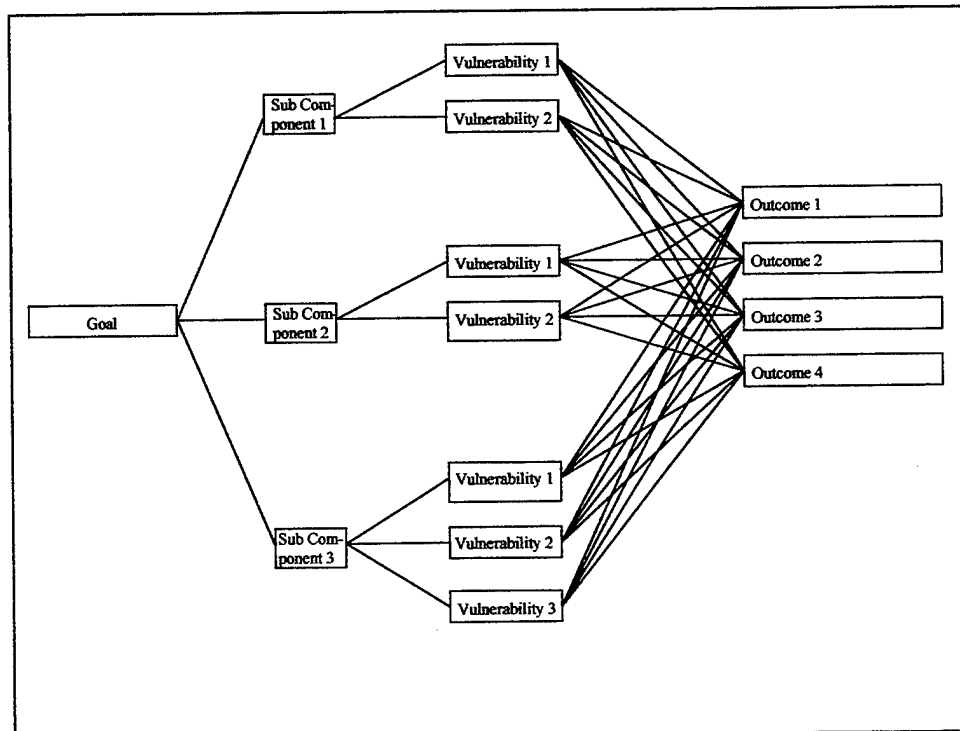 Goal
Sub Com-
ponent 1
Sub Com-
ponent 2
Sub Com-
ponent 3
Vulnerability 1
Vulnerability 2
Vulnerability 1
Vulnerability 2
Vulnerability 1
Vulnerability 2
Vulnerability 3
Outcome 1
Outcome 2
Outcome 3
Outcome 4